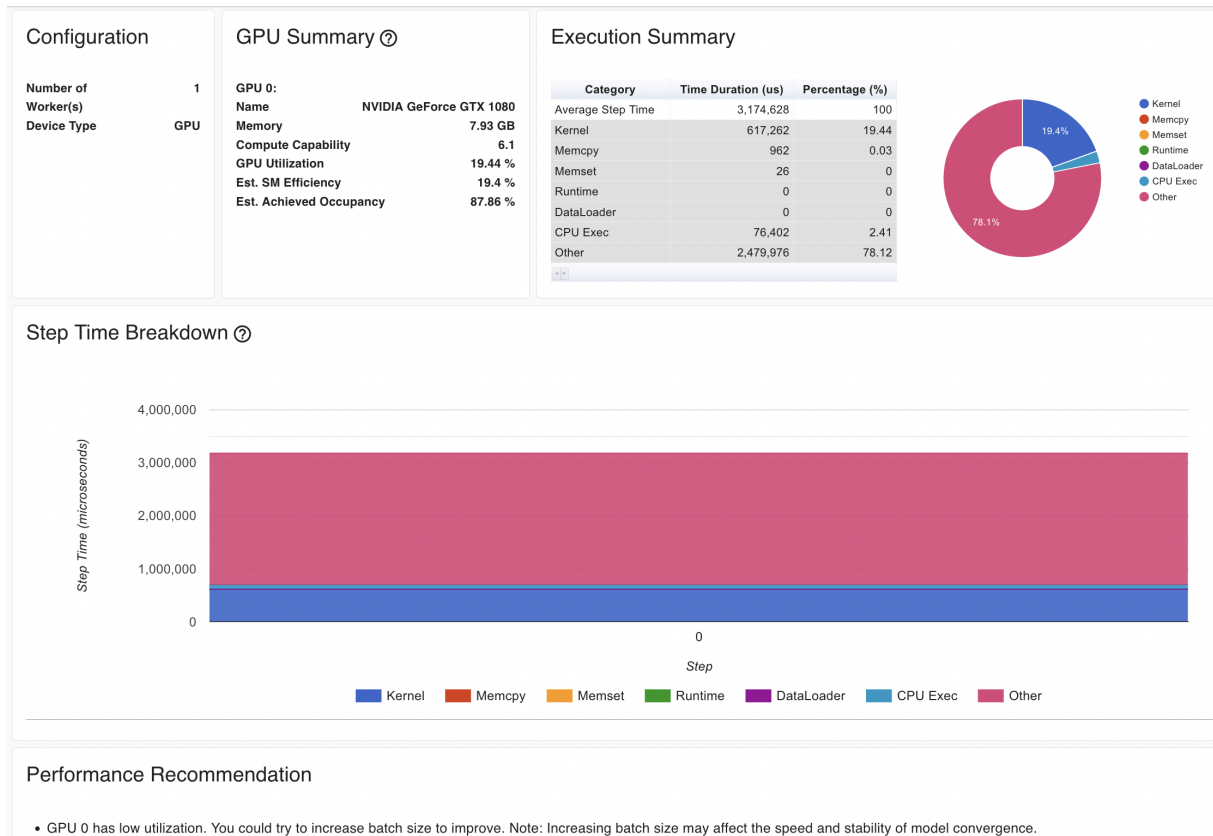 Configuration
Number of Worker(s) 1
Device Type GPU
GPU Summary
GPU 0:
Name NVIDIA GeForce GTX 1080
Memory 7.93 GB
Compute Capability 6.1
GPU Utilization 19.44 %
Est. SM Efficiency 19.4 %
Est. Achieved Occupancy 87.86 %
Execution Summary
Category Time Duration (us) Percentage (%)
Average Step Time 3,174,628 100
Kernel 617,262 19.44
Memcpy 962 0.03
Memset 26 0
Runtime 0 0
DataLoader 0 0
CPU Exec 76,402 2.41
Other 2,479,976 78.12
19.4%
78.1%
Kernel
Memcpy
Memset
Runtime
DataLoader
CPU Exec
Other
Step Time Breakdown
Step Time (microseconds)
4,000,000
3,000,000
2,000,000
1,000,000
0
0
Step
Kernel Memcpy Memset Runtime DataLoader CPU Exec Other
Performance Recommendation
• GPU 0 has low utilization. You could try to increase batch size to improve. Note: Increasing batch size may affect the speed and stability of model convergence.